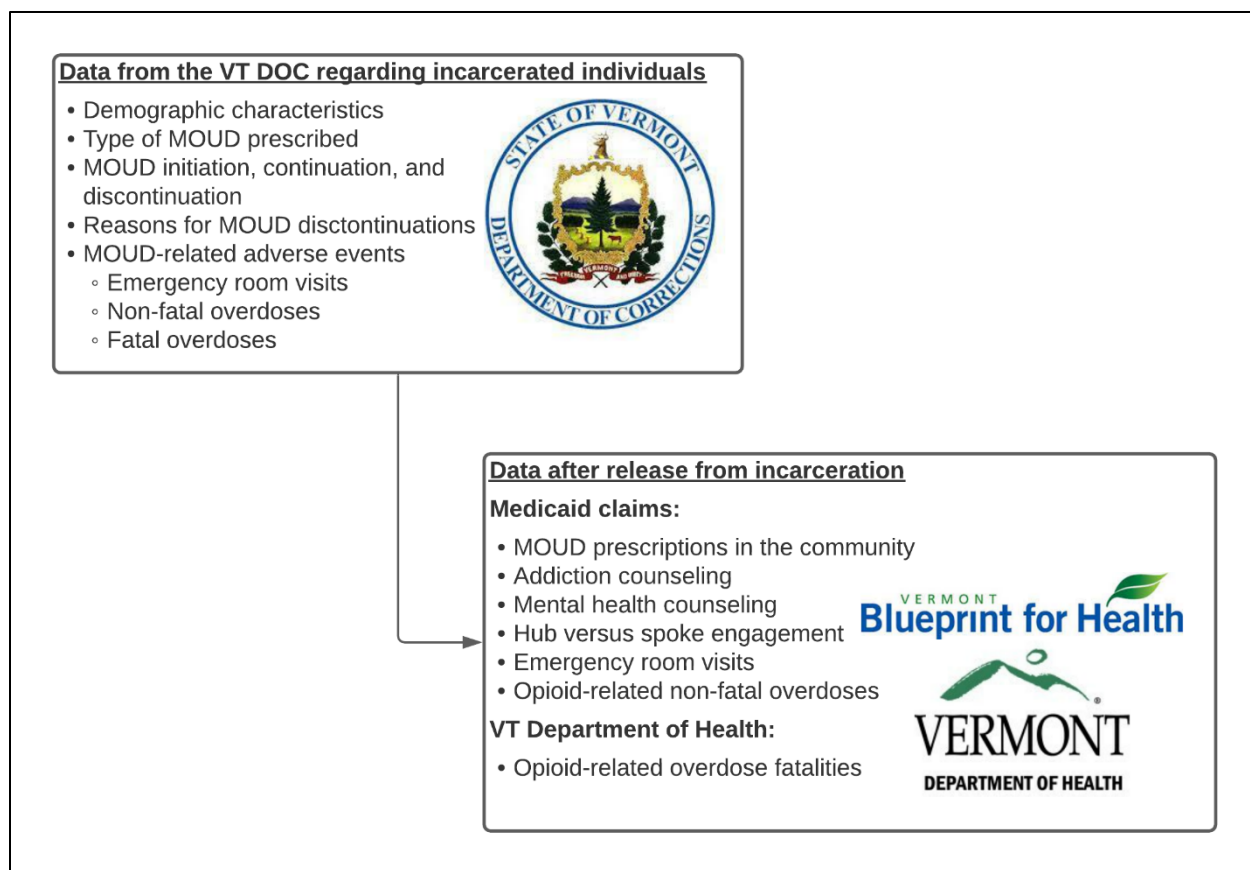 Data from the VT DOC regarding incarcerated individuals
• Demographic characteristics
• Type of MOUD prescribed
• MOUD initiation, continuation, and
discontinuation
• Reasons for MOUD disctontinuations
• MOUD-related adverse events
◦ Emergency room visits
◦ Non-fatal overdoses
◦ Fatal overdoses
STATE OF VERMONT
DEPARTMENT OF CORRECTIONS
VERMONT
Data after release from incarceration
Medicaid claims:
• MOUD prescriptions in the community
• Addiction counseling
• Mental health counseling
• Hub versus spoke engagement
• Emergency room visits
• Opioid-related non-fatal overdoses
VT Department of Health:
• Opioid-related overdose fatalities
VERMONT
Blueprint for Health
VERMONT®
DEPARTMENT OF HEALTH